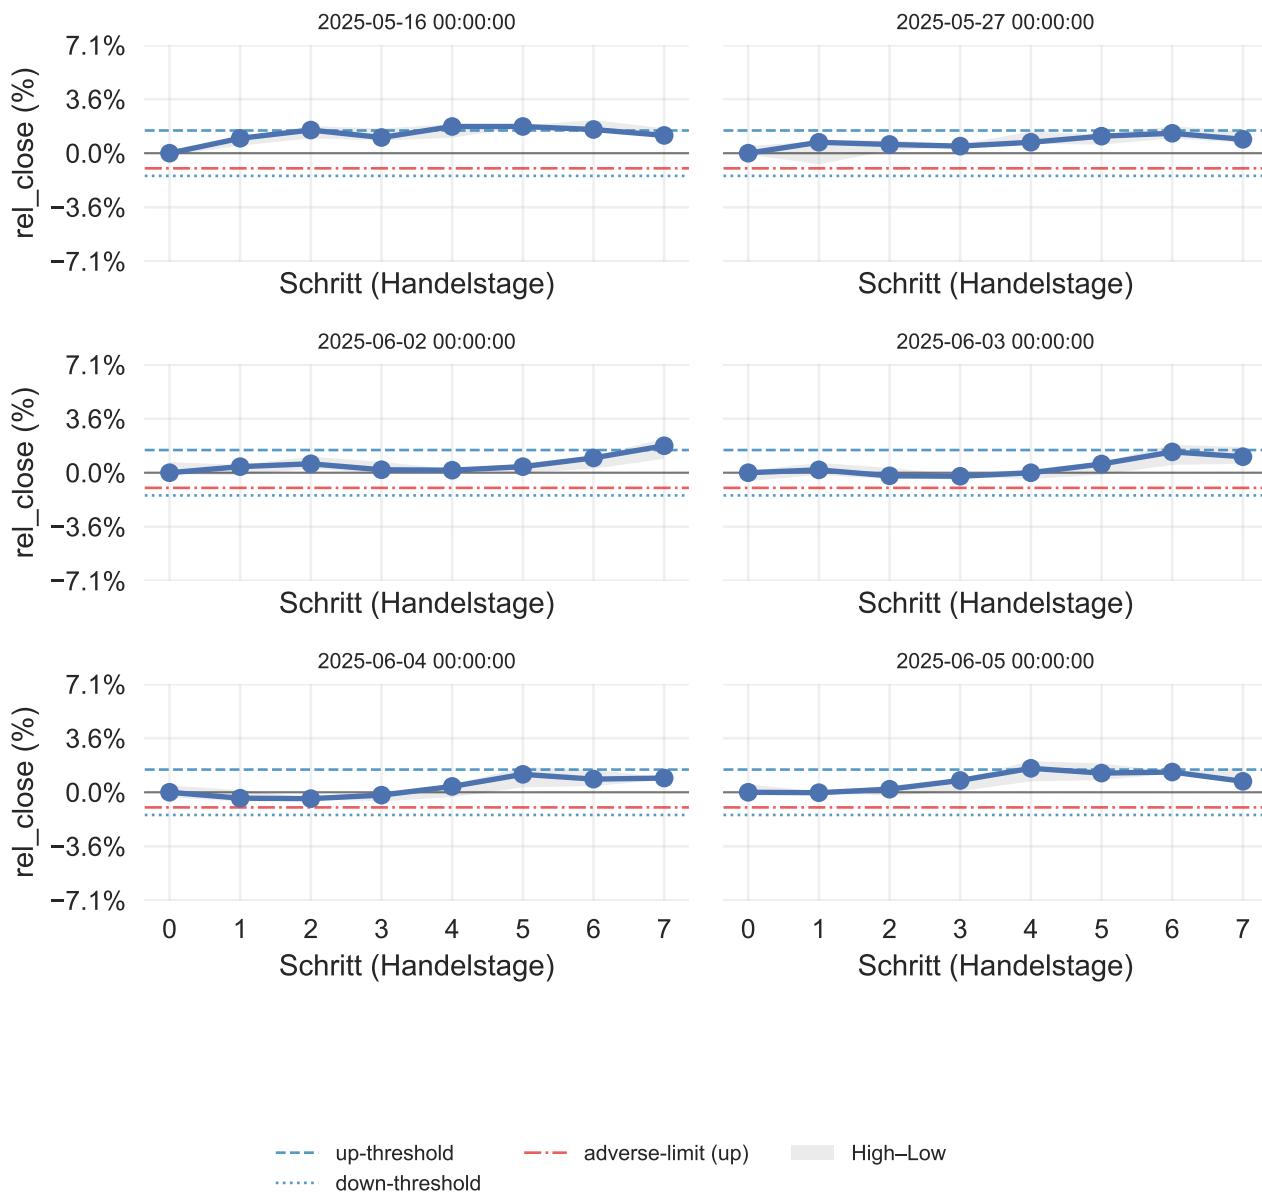 2025-05-16 00:00:00
2025-05-27 00:00:00
7.1%
3.6%
0.0%
−3.6%
−7.1%
rel_close (%)
Schritt (Handelstage)
Schritt (Handelstage)
2025-06-02 00:00:00
2025-06-03 00:00:00
7.1%
3.6%
0.0%
−3.6%
−7.1%
rel_close (%)
Schritt (Handelstage)
Schritt (Handelstage)
2025-06-04 00:00:00
2025-06-05 00:00:00
7.1%
3.6%
0.0%
−3.6%
−7.1%
rel_close (%)
0 1 2 3 4 5 6 7
0 1 2 3 4 5 6 7
Schritt (Handelstage)
Schritt (Handelstage)
up-threshold
down-threshold
adverse-limit (up)
High–Low